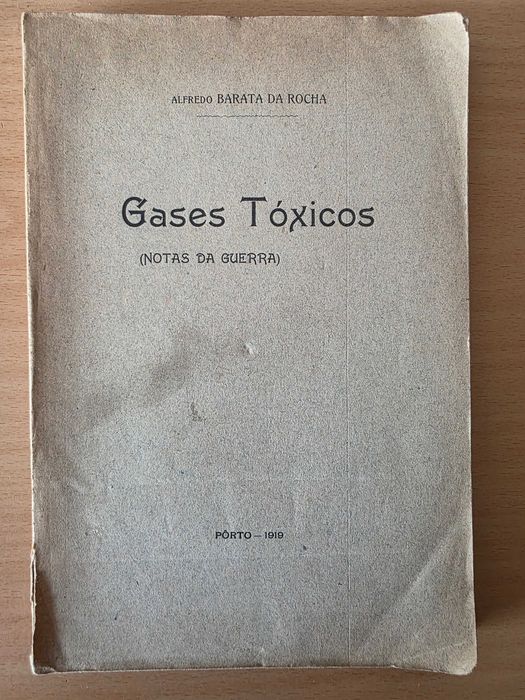 ALFREDO BARATA DA ROCHA
Gases Tóxicos
(NOTAS DA GUERRA)
PÔRTO — 1919